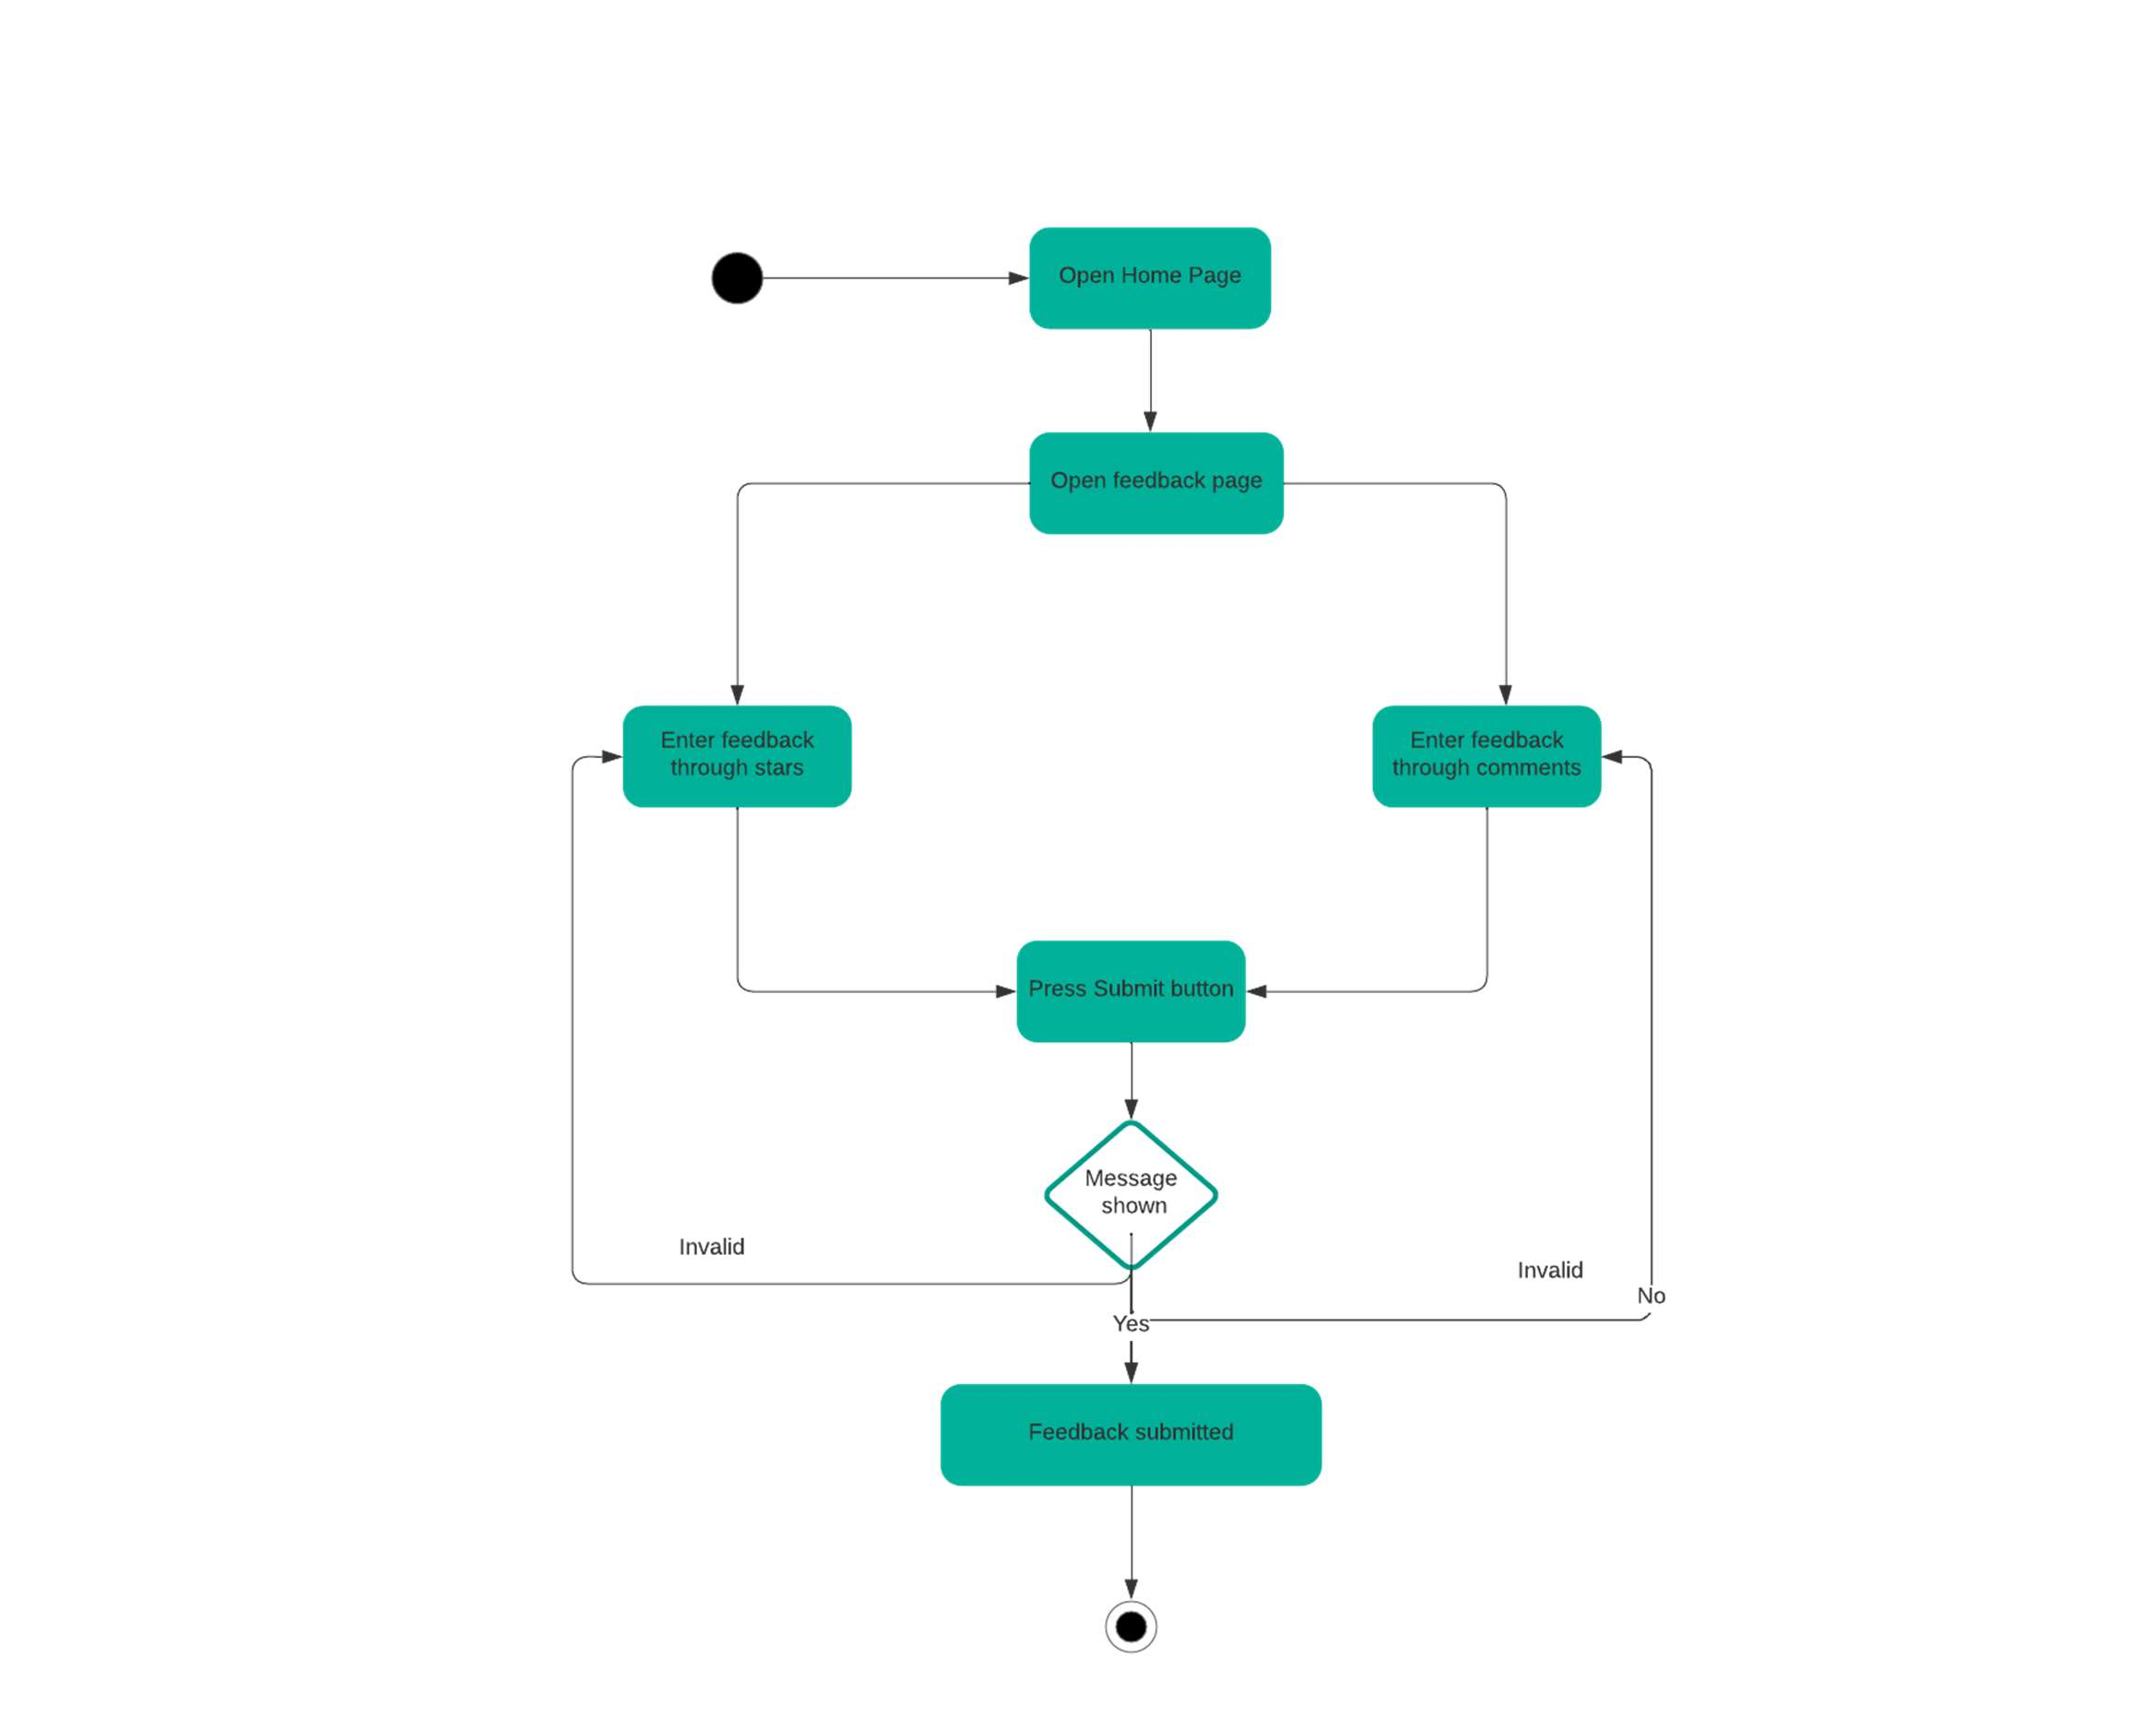 Open Home Page
Open feedback page
Enter feedback
through stars
Enter feedback
through comments
Press Submit button
Message
shown
Invalid
Invalid
No
Yes
Feedback submitted